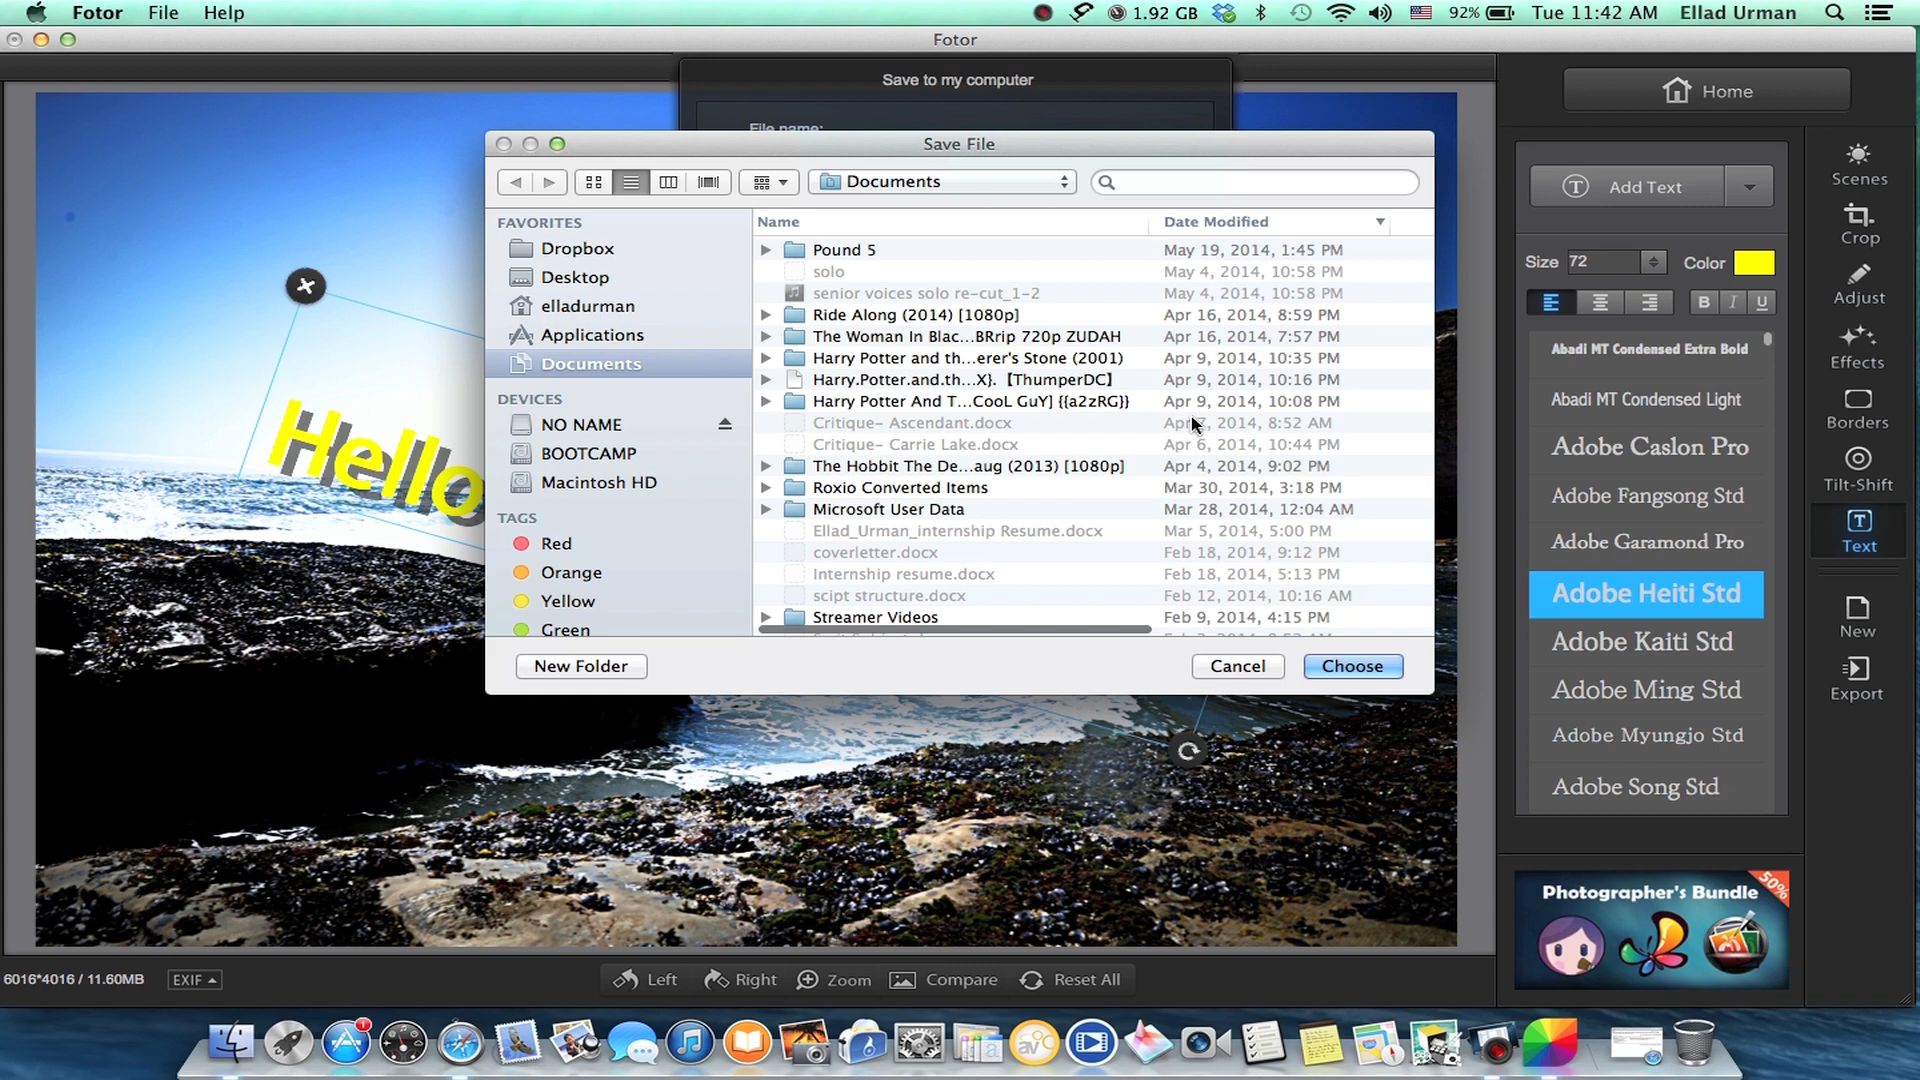 Fotor File Help 1.92 GB 92% Tue 11:42 AM Ellad Urman
Fotor
Save to my computer
File name:
Save File
Documents
FAVORITES
Dropbox
Desktop
elladurman
Applications
Documents
DEVICES
NO NAME
BOOTCAMP
Macintosh HD
TAGS
Red
Orange
Yellow
Green
Name Date Modified
Pound 5 May 19, 2014, 1:45 PM
solo May 4, 2014, 10:58 PM
senior voices solo re-cut_1-2 May 4, 2014, 10:58 PM
Ride Along (2014) [1080p] Apr 16, 2014, 8:59 PM
The Woman In Blac...BRrip 720p ZUDAH Apr 16, 2014, 7:57 PM
Harry Potter and th...erer's Stone (2001) Apr 9, 2014, 10:35 PM
Harry.Potter.and.th...X}.【ThumperDC】 Apr 9, 2014, 10:16 PM
Harry Potter And T...CooL GuY] {{a2zRG}} Apr 9, 2014, 10:08 PM
Critique- Ascendant.docx Apr 2014, 8:52 AM
Critique- Carrie Lake.docx Apr 6, 2014, 10:44 PM
The Hobbit The De...aug (2013) [1080p] Apr 4, 2014, 9:02 PM
Roxio Converted Items Mar 30, 2014, 3:18 PM
Microsoft User Data Mar 28, 2014, 12:04 AM
Ellad_Urman_internship Resume.docx Mar 5, 2014, 5:00 PM
coverletter.docx Feb 18, 2014, 9:12 PM
Internship resume.docx Feb 18, 2014, 5:13 PM
scipt structure.docx Feb 12, 2014, 10:16 AM
Streamer Videos Feb 9, 2014, 4:15 PM
New Folder Cancel Choose
Hello
Home
Add Text
Size 72 Color
B I U
Abadi MT Condensed Extra Bold
Abadi MT Condensed Light
Adobe Caslon Pro
Adobe Fangsong Std
Adobe Garamond Pro
Adobe Heiti Std
Adobe Kaiti Std
Adobe Ming Std
Adobe Myungjo Std
Adobe Song Std
Scenes
Crop
Adjust
Effects
Borders
Tilt-Shift
Text
New
Export
Photographer's Bundle 50%
6016*4016 / 11.60MB EXIF Left Right Zoom Compare Reset All